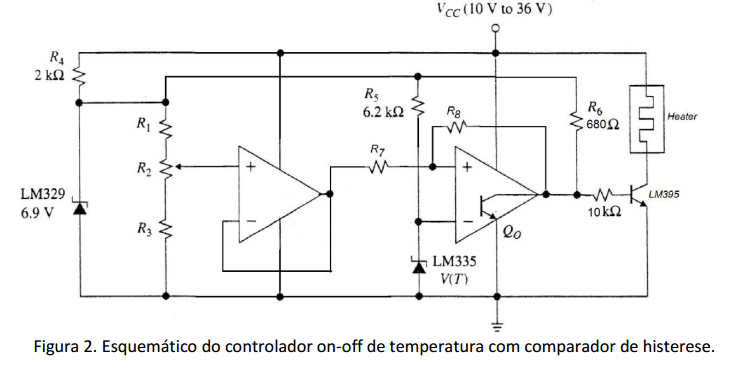 VCC (10 V to 36 V)
R4
2 kΩ
R5
6.2 kΩ
R8
R6
680Ω
Heater
R1
R7
R2
+
+
LM395
LM329
6.9 V
10 kΩ
R3
−
−
QO
LM335
V(T)
Figura 2. Esquemático do controlador on-off de temperatura com comparador de histerese.